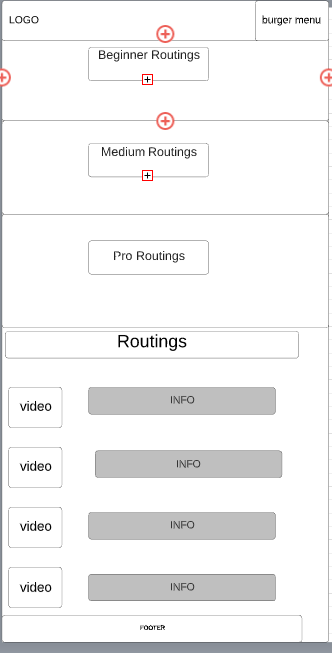 LOGO
burger menu
Beginner Routings
Medium Routings
Pro Routings
Routings
video
INFO
video
INFO
video
INFO
video
INFO
FOOTER